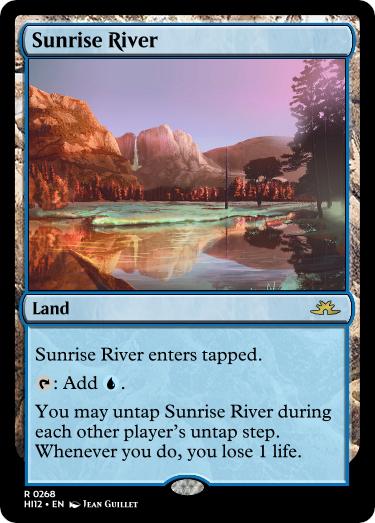 Sunrise River
Land
Sunrise River enters tapped.
: Add .
You may untap Sunrise River during
each other player's untap step.
Whenever you do, you lose 1 life.
R 0268
HI12 • EN Jean Guillet